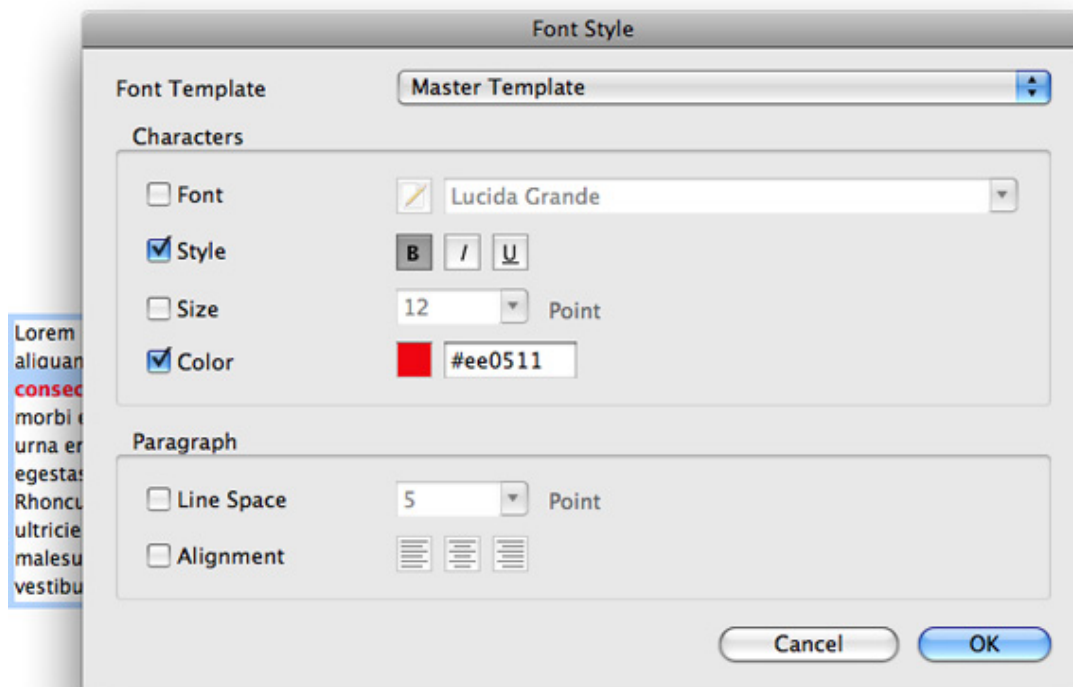 Font Style
Font Template Master Template
Characters
Font Lucida Grande
Style B I U
Size 12 Point
Color #ee0511
Paragraph
Line Space 5 Point
Alignment
Cancel OK
Lorem
aliquan
consec
morbi e
urna er
egestas
Rhoncu
ultricie
malesu
vestibu